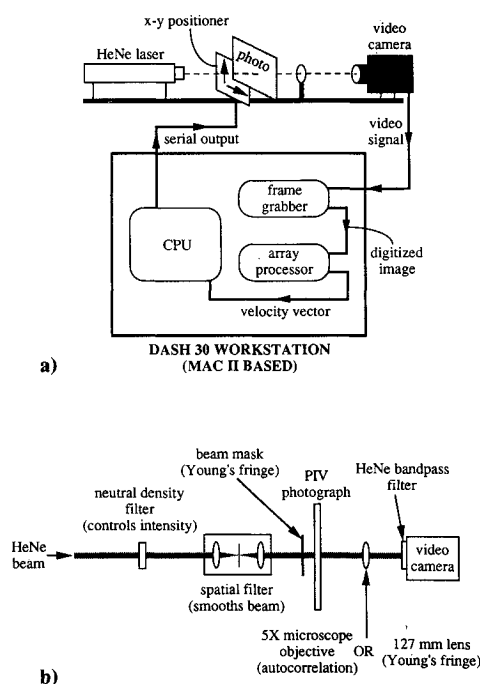 x-y positioner
HeNe laser
photo
video
camera
serial output
video
signal
frame
grabber
CPU
array
processor
digitized
image
velocity vector
DASH 30 WORKSTATION
(MAC II BASED)
a)
beam mask
(Young's fringe)
PIV
photograph
HeNe bandpass
filter
neutral density
filter
(controls intensity)
HeNe
beam
video
camera
spatial filter
(smooths beam)
5X microscope
objective OR
(autocorrelation)
127 mm lens
(Young's fringe)
b)